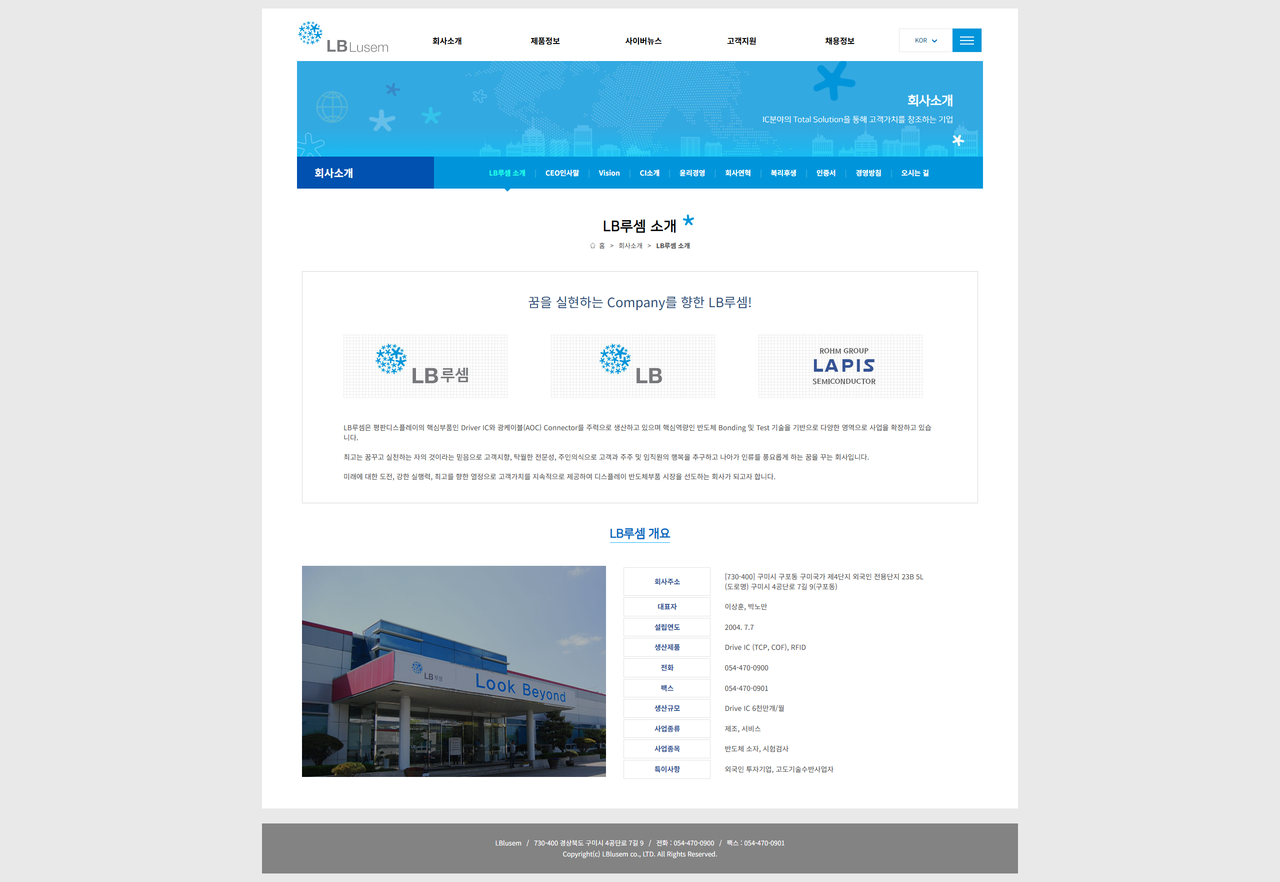 LB Lusem
회사소개 제품정보 사이버뉴스 고객지원 채용정보 KOR
회사소개
IC분야의 Total Solution을 통해 고객가치를 창조하는 기업
회사소개 LB루셈 소개 CEO인사말 Vision CI소개 윤리경영 회사연혁 복리후생 인증서 경영방침 오시는 길
LB루셈 소개
홈 > 회사소개 > LB루셈 소개
꿈을 실현하는 Company를 향한 LB루셈!
LB루셈
LB
ROHM GROUP
LAPIS
SEMICONDUCTOR
LB루셈은 평판디스플레이의 핵심부품인 Driver IC와 광케이블(AOC) Connector를 주력으로 생산하고 있으며 핵심역량인 반도체 Bonding 및 Test 기술을 기반으로 다양한 영역으로 사업을 확장하고 있습
니다.
최고는 꿈꾸고 실천하는 자의 것이라는 믿음으로 고객지향, 탁월한 전문성, 주인의식으로 고객과 주주 및 임직원의 행복을 추구하고 나아가 인류를 풍요롭게 하는 꿈을 꾸는 회사입니다.
미래에 대한 도전, 강한 실행력, 최고를 향한 열정으로 고객가치를 지속적으로 제공하여 디스플레이 반도체부품 시장을 선도하는 회사가 되고자 합니다.
LB루셈 개요
LB루셈
Look Beyond
회사주소 [730-400] 구미시 구포동 구미국가 제4단지 외국인 전용단지 23B 5L
(도로명) 구미시 4공단로 7길 9(구포동)
대표자 이상훈, 박노만
설립연도 2004. 7.7
생산제품 Drive IC (TCP, COF), RFID
전화 054-470-0900
팩스 054-470-0901
생산규모 Drive IC 6천만개/월
사업종류 제조, 서비스
사업종목 반도체 소자, 시험검사
특이사항 외국인 투자기업, 고도기술수반사업자
LBlusem / 730-400 경상북도 구미시 4공단로 7길 9 / 전화 : 054-470-0900 / 팩스 : 054-470-0901
Copyright(c) LBlusem co., LTD. All Rights Reserved.